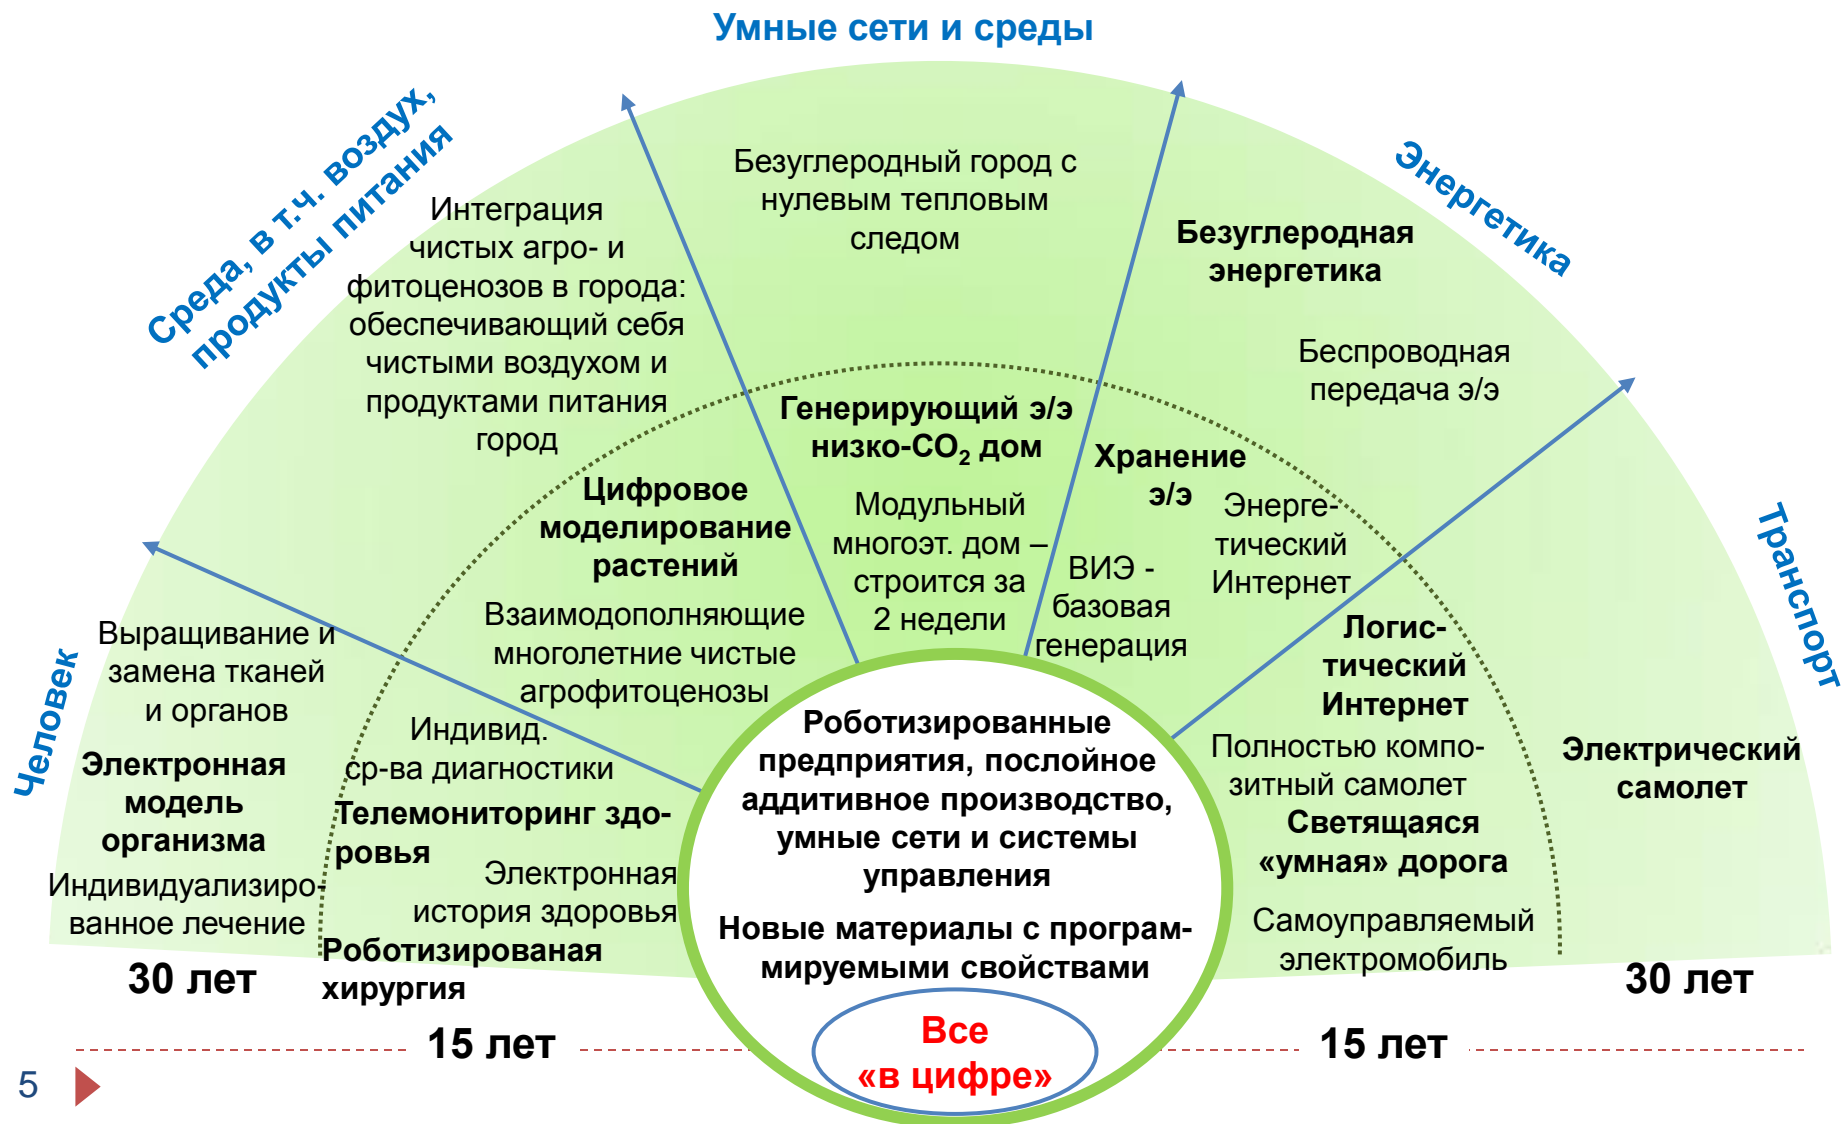 Умные сети и среды
Среда, в т.ч. воздух,
продукты питания
Интеграция
чистых агро- и
фитоценозов в города:
обеспечивающий себя
чистыми воздухом и
продуктами питания
город
Безуглеродный город с
нулевым тепловым
следом
Энергетика
Безуглеродная
энергетика
Беспроводная
передача э/э
Генерирующий э/э
низко-CO₂ дом
Модульный
многоэт. дом –
строится за
2 недели
Хранение
э/э
Энерге-
тический
Интернет
ВИЭ -
базовая
генерация
Цифровое
моделирование
растений
Взаимодополняющие
многолетние чистые
агрофитоценозы
Человек
Выращивание и
замена тканей
и органов
Электронная
модель
организма
Индивидуализиро-
ванное лечение
Индивид.
ср-ва диагностики
Телемониторинг здо-
ровья
Электронная
история здоровья
Роботизированая
хирургия
Транспорт
Логис-
тический
Интернет
Полностью компо-
зитный самолет
Светящаяся
«умная» дорога
Самоуправляемый
электромобиль
Электрический
самолет
Роботизированные
предприятия, послойное
аддитивное производство,
умные сети и системы
управления
Новые материалы с програм-
мируемыми свойствами
Все
«в цифре»
30 лет
15 лет
15 лет
30 лет
5